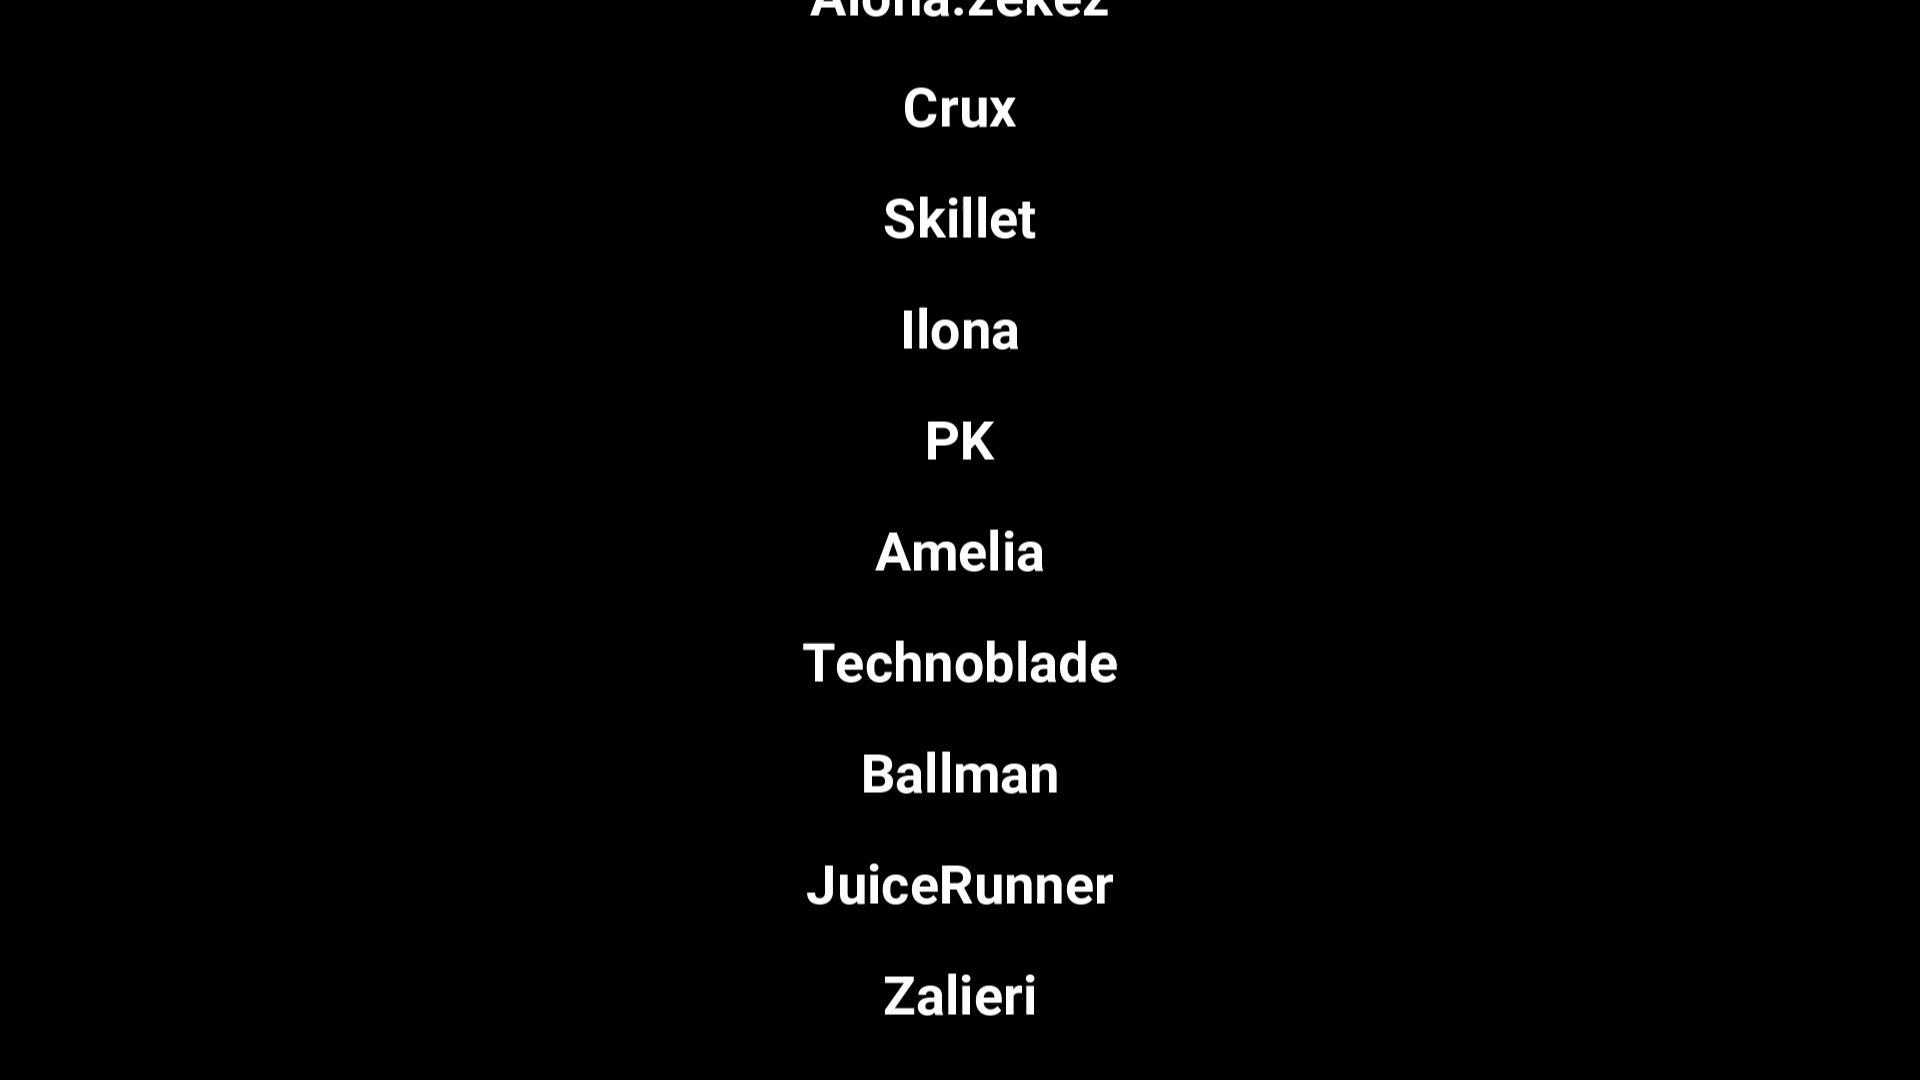 Crux
Skillet
Ilona
PK
Amelia
Technoblade
Ballman
JuiceRunner
Zalieri